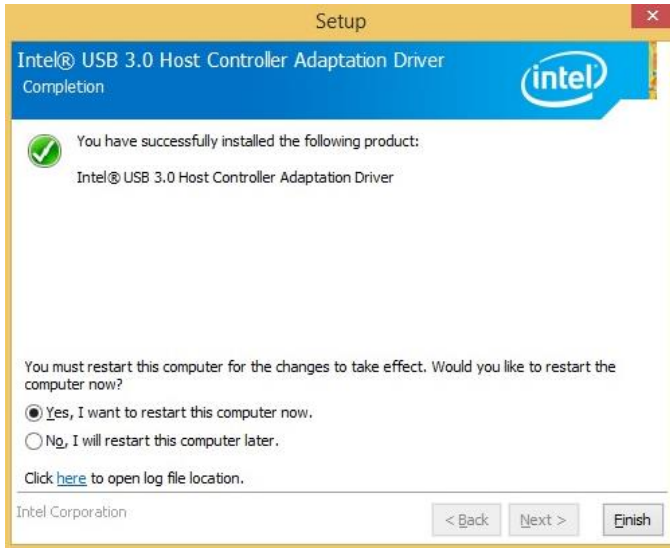 Setup
Intel® USB 3.0 Host Controller Adaptation Driver
Completion
intel
You have successfully installed the following product:
Intel® USB 3.0 Host Controller Adaptation Driver
You must restart this computer for the changes to take effect. Would you like to restart the
computer now?
Yes, I want to restart this computer now.
No, I will restart this computer later.
Click here to open log file location.
Intel Corporation
< Back
Next >
Finish